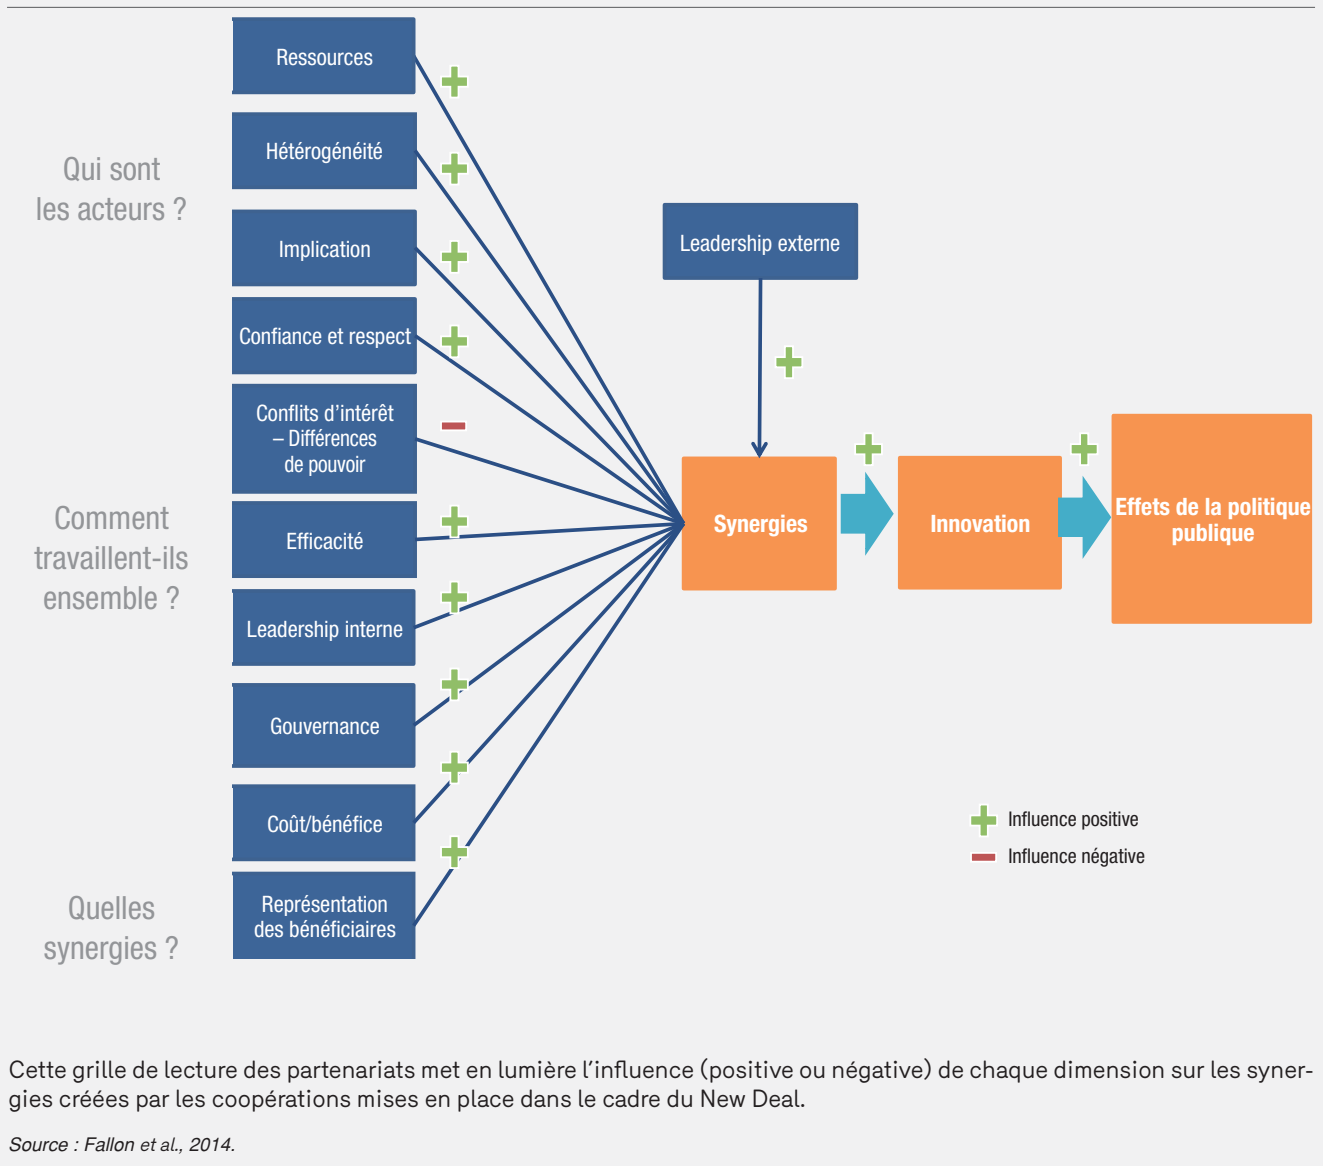 Qui sont
les acteurs ?
Comment
travaillent-ils
ensemble ?
Quelles
synergies ?
Ressources
Hétérogénéité
Implication
Confiance et respect
Conflits d’intérêt
– Différences
de pouvoir
Efficacité
Leadership interne
Gouvernance
Coût/bénéfice
Représentation
des bénéficiaires
Leadership externe
Synergies
Innovation
Effets de la politique
publique
Influence positive
Influence négative
Cette grille de lecture des partenariats met en lumière l’influence (positive ou négative) de chaque dimension sur les syner-
gies créées par les coopérations mises en place dans le cadre du New Deal.
Source : Fallon et al., 2014.